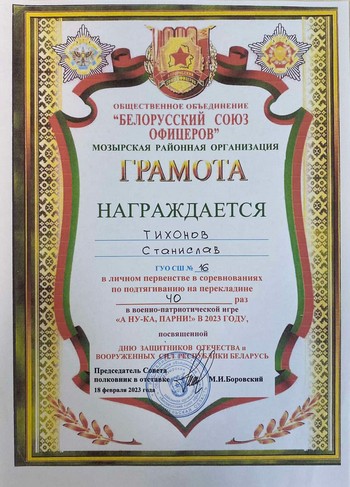 ОБЩЕСТВЕННОЕ ОБЪЕДИНЕНИЕ
"БЕЛОРУССКИЙ СОЮЗ
ОФИЦЕРОВ"
МОЗЫРСКАЯ РАЙОННАЯ ОРГАНИЗАЦИЯ
ГРАМОТА
НАГРАЖДАЕТСЯ
ТИХОНОВ
Станислав
ГУО СШ № 16
в личном первенстве в соревнованиях
по подтягиванию на перекладине
40 раз
в военно-патриотической игре
«А НУ-КА, ПАРНИ!» В 2023 ГОДУ,
посвященной
ДНЮ ЗАЩИТНИКОВ ОТЕЧЕСТВА и
ВООРУЖЕННЫХ СИЛ РЕСПУБЛИКИ БЕЛАРУСЬ
Председатель Совета
полковник в отставке М.И.Боровский
18 февраля 2023 года